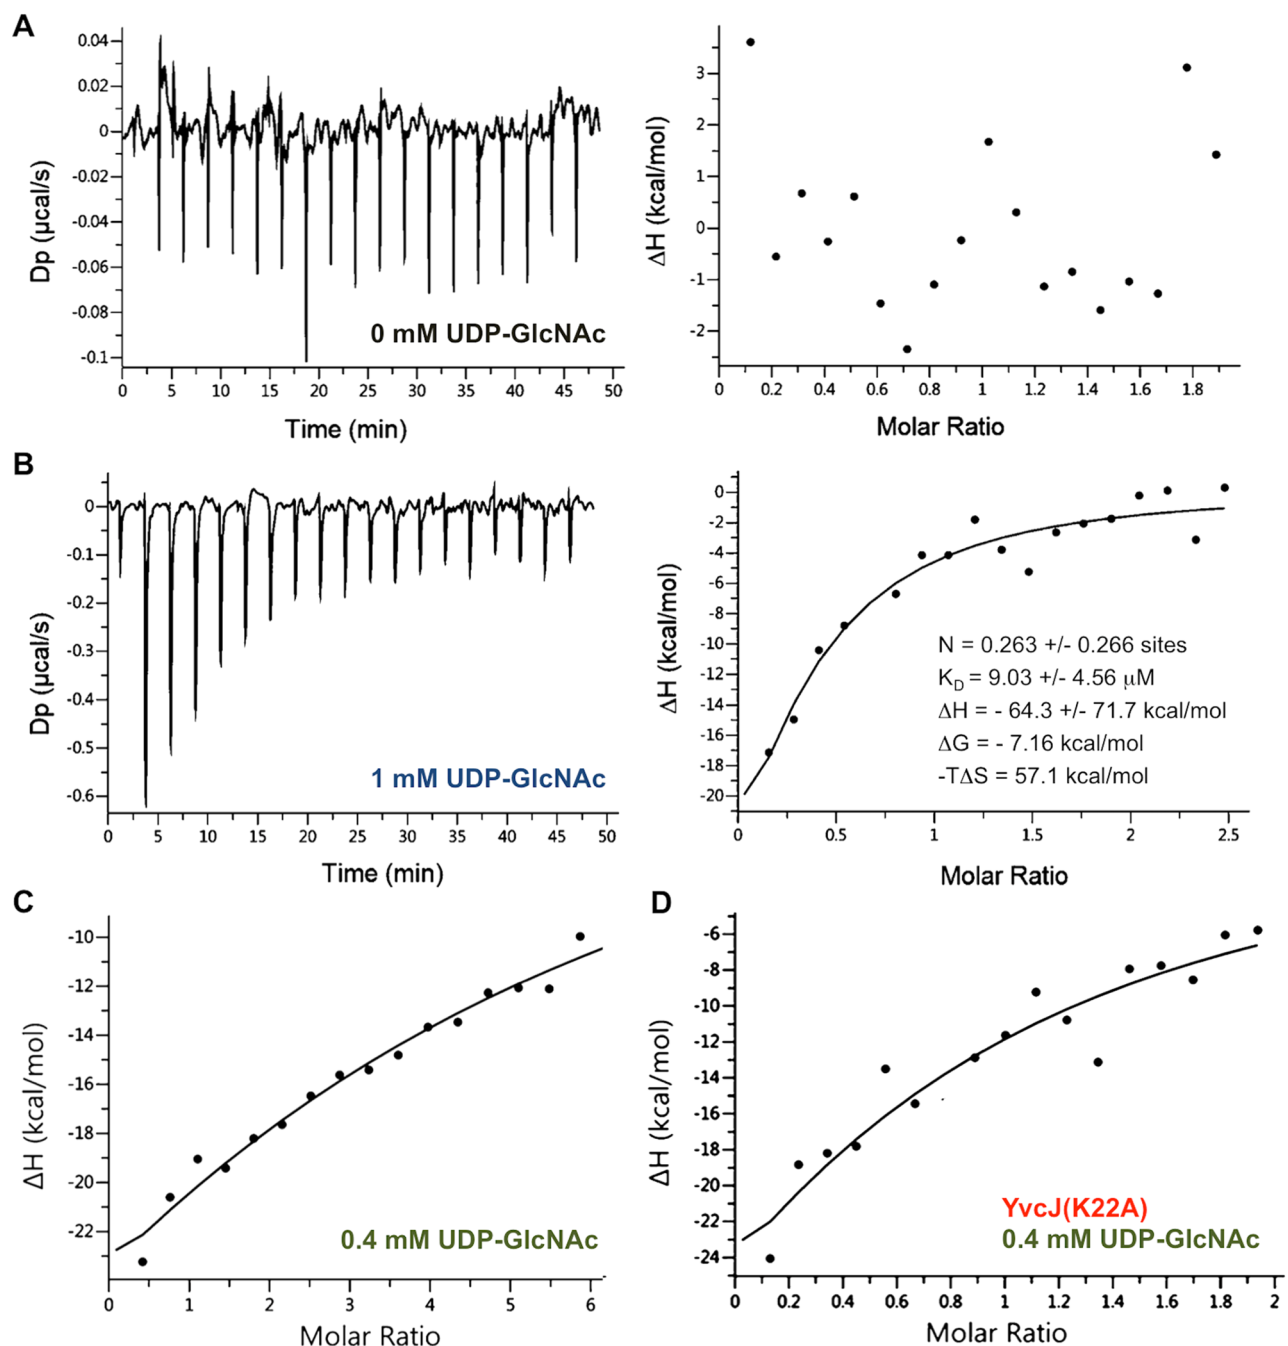 A
0.04
0.02
0
-0.02
-0.04
-0.06
-0.08
-0.1
Dp (µcal/s)
0 mM UDP-GlcNAc
0 5 10 15 20 25 30 35 40 45 50
Time (min)
3
2
1
0
-1
-2
ΔH (kcal/mol)
0 0.2 0.4 0.6 0.8 1 1.2 1.4 1.6 1.8
Molar Ratio
B
0
-0.1
-0.2
-0.3
-0.4
-0.5
-0.6
Dp (µcal/s)
1 mM UDP-GlcNAc
0 5 10 15 20 25 30 35 40 45 50
Time (min)
0
-2
-4
-6
-8
-10
-12
-14
-16
-18
-20
ΔH (kcal/mol)
N = 0.263 +/- 0.266 sites
KD = 9.03 +/- 4.56 µM
ΔH = - 64.3 +/- 71.7 kcal/mol
ΔG = - 7.16 kcal/mol
-TΔS = 57.1 kcal/mol
0 0.5 1 1.5 2 2.5
Molar Ratio
C
-10
-12
-14
-16
-18
-20
-22
ΔH (kcal/mol)
0.4 mM UDP-GlcNAc
0 1 2 3 4 5 6
Molar Ratio
D
-6
-8
-10
-12
-14
-16
-18
-20
-22
-24
ΔH (kcal/mol)
YvcJ(K22A)
0.4 mM UDP-GlcNAc
0 0.2 0.4 0.6 0.8 1 1.2 1.4 1.6 1.8 2
Molar Ratio